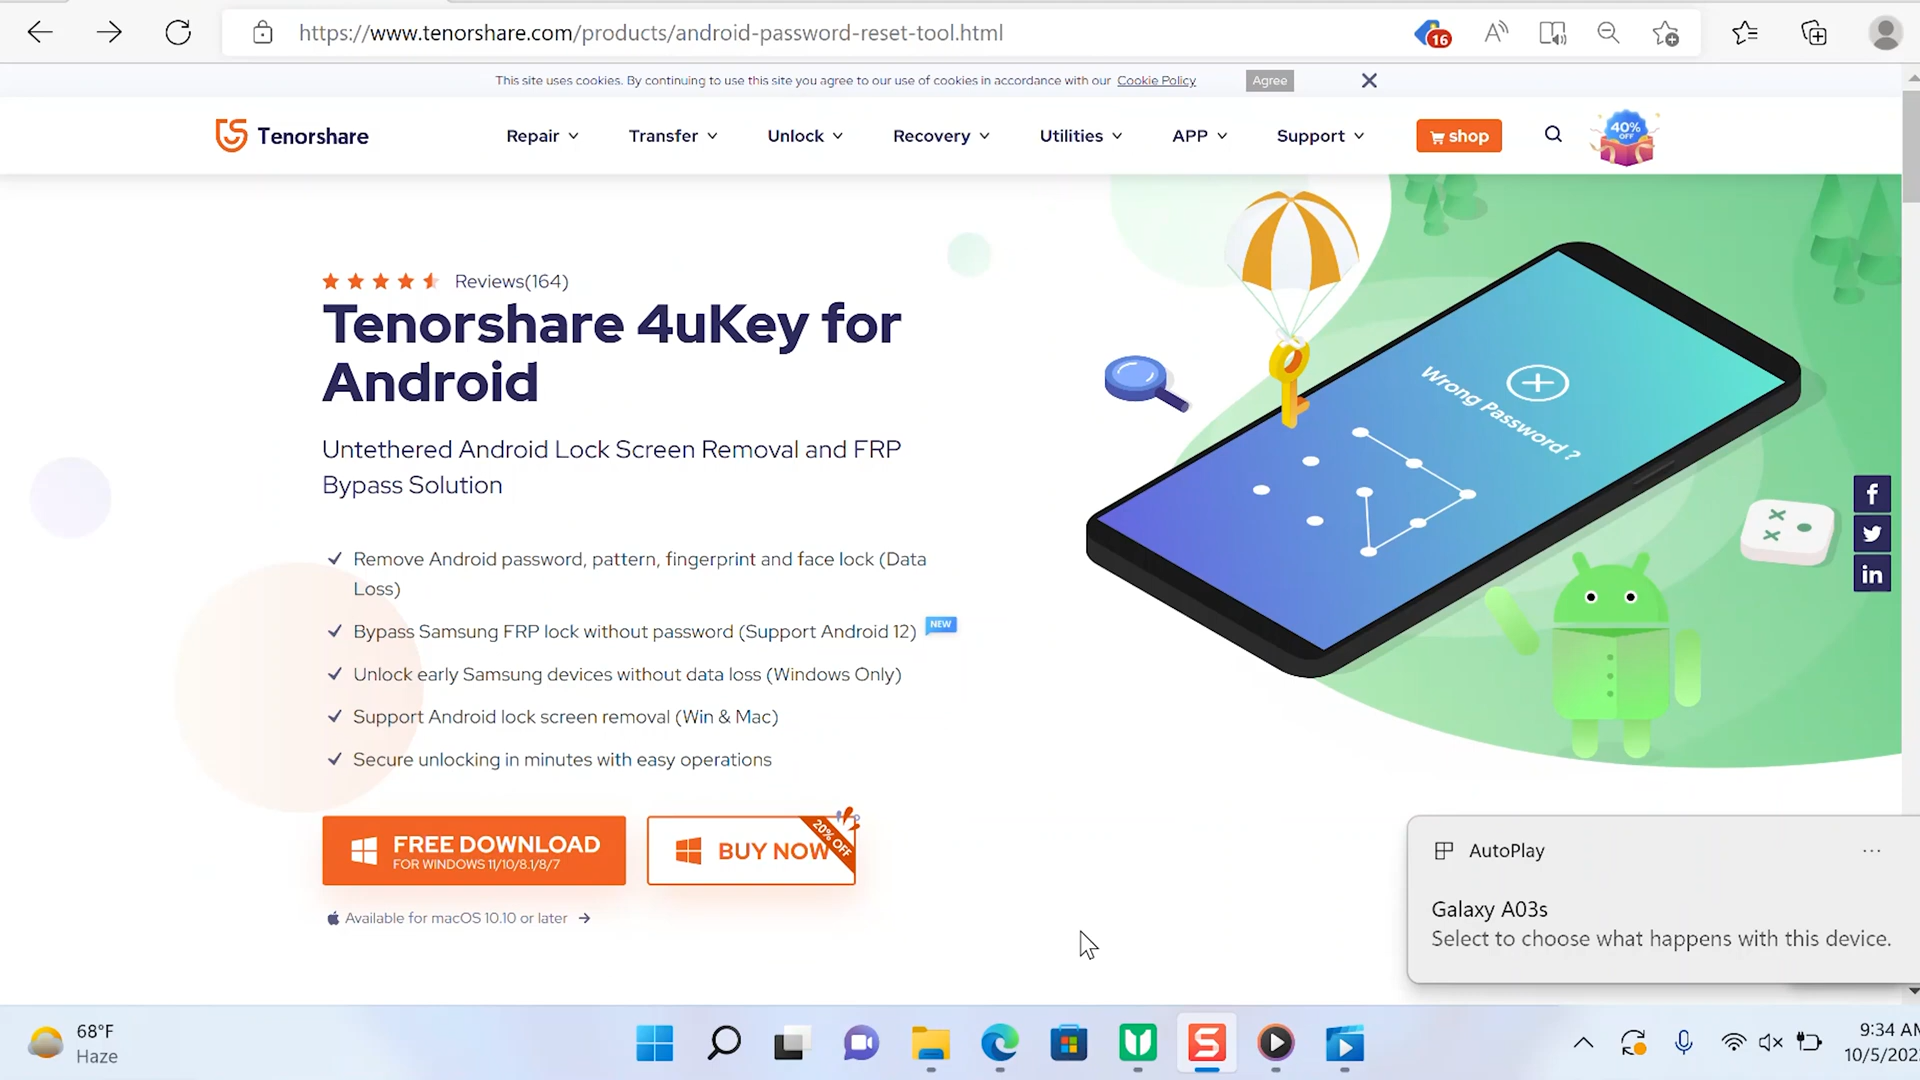 https://www.tenorshare.com/products/android-password-reset-tool.html
16
This site uses cookies. By continuing to use this site you agree to our use of cookies in accordance with our Cookie Policy
Agree
Tenorshare
Repair
Transfer
Unlock
Recovery
Utilities
APP
Support
shop
40%
OFF
Reviews(164)
Tenorshare 4uKey for
Android
Untethered Android Lock Screen Removal and FRP
Bypass Solution
Remove Android password, pattern, fingerprint and face lock (Data
Loss)
Bypass Samsung FRP lock without password (Support Android 12)
NEW
Unlock early Samsung devices without data loss (Windows Only)
Support Android lock screen removal (Win & Mac)
Secure unlocking in minutes with easy operations
FREE DOWNLOAD
FOR WINDOWS 11/10/8.1/8/7
BUY NOW
20% OFF
Available for macOS 10.10 or later
Wrong Password ?
AutoPlay
Galaxy A03s
Select to choose what happens with this device.
68°F
Haze
9:34 AM
10/5/202